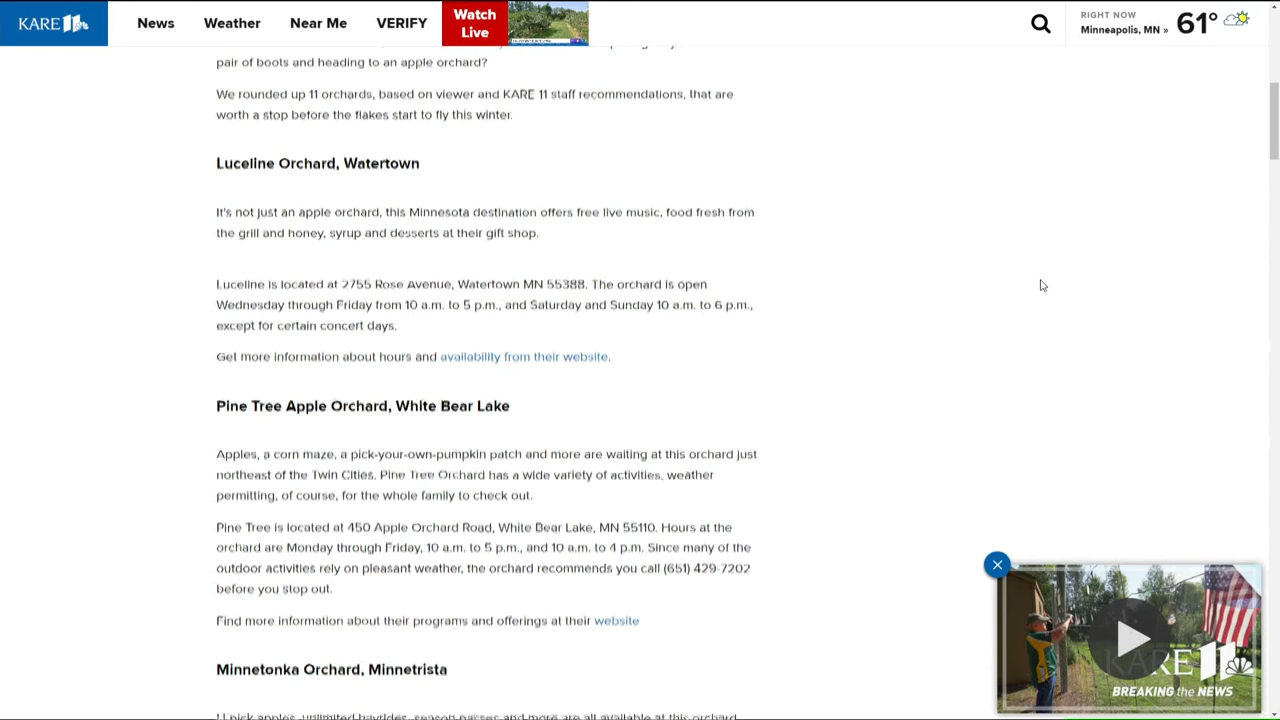 KARE 11
News
Weather
Near Me
VERIFY
Watch
Live
RIGHT NOW
Minneapolis, MN »
61°
pair of boots and heading to an apple orchard?
We rounded up 11 orchards, based on viewer and KARE 11 staff recommendations, that are
worth a stop before the flakes start to fly this winter.
Luceline Orchard, Watertown
It's not just an apple orchard, this Minnesota destination offers free live music, food fresh from
the grill and honey, syrup and desserts at their gift shop.
Luceline is located at 2755 Rose Avenue, Watertown MN 55388. The orchard is open
Wednesday through Friday from 10 a.m. to 5 p.m., and Saturday and Sunday 10 a.m. to 6 p.m.,
except for certain concert days.
Get more information about hours and availability from their website.
Pine Tree Apple Orchard, White Bear Lake
Apples, a corn maze, a pick-your-own-pumpkin patch and more are waiting at this orchard just
northeast of the Twin Cities. Pine Tree Orchard has a wide variety of activities, weather
permitting, of course, for the whole family to check out.
Pine Tree is located at 450 Apple Orchard Road, White Bear Lake, MN 55110. Hours at the
orchard are Monday through Friday, 10 a.m. to 5 p.m., and 10 a.m. to 4 p.m. Since many of the
outdoor activities rely on pleasant weather, the orchard recommends you call (651) 429-7202
before you stop out.
Find more information about their programs and offerings at their website
Minnetonka Orchard, Minnetrista
U pick apples, unlimited hayrides, season passes and more are all available at this orchard
KARE 11
BREAKING the NEWS